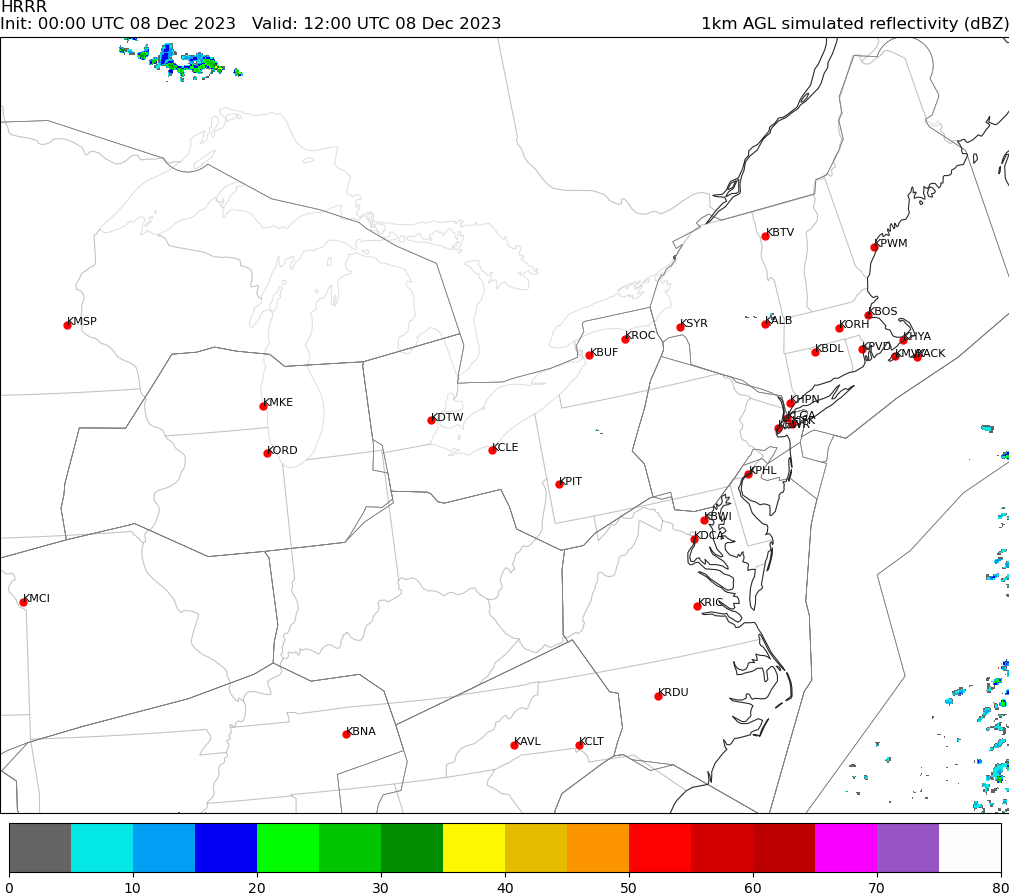 HRRR
Init: 00:00 UTC 08 Dec 2023 Valid: 12:00 UTC 08 Dec 2023 1km AGL simulated reflectivity (dBZ)
KBTV
KPWM
KBOS
KMSP
KALB
KSYR
KORH
KROC
KHYA
KBUF
KBDL
KPVD
KACK
KHPN
KMKE
KLGA
KDTW
KORD
KCLE
KPHL
KPIT
KBWI
KDCA
KMCI
KRIC
KRDU
KBNA
KAVL
KCLT
0 10 20 30 40 50 60 70 80